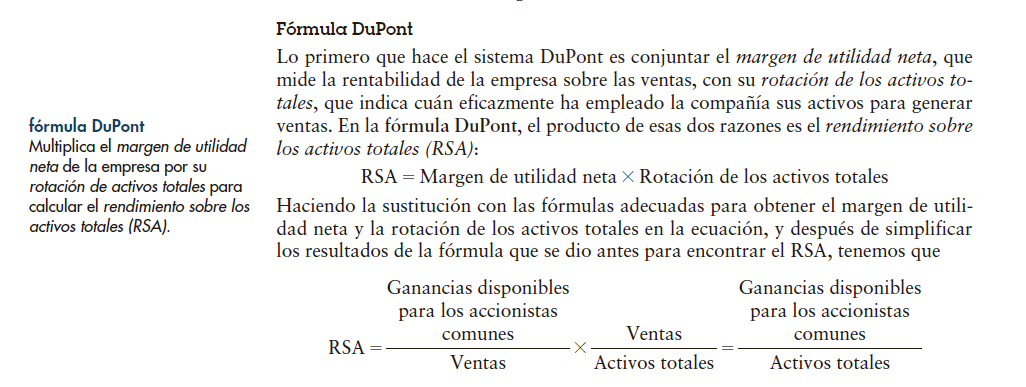 Fórmula DuPont
Lo primero que hace el sistema DuPont es conjuntar el margen de utilidad neta, que
mide la rentabilidad de la empresa sobre las ventas, con su rotación de los activos to-
tales, que indica cuán eficazmente ha empleado la compañía sus activos para generar
ventas. En la fórmula DuPont, el producto de esas dos razones es el rendimiento sobre
los activos totales (RSA):
RSA = Margen de utilidad neta × Rotación de los activos totales
Haciendo la sustitución con las fórmulas adecuadas para obtener el margen de utili-
dad neta y la rotación de los activos totales en la ecuación, y después de simplificar
los resultados de la fórmula que se dio antes para encontrar el RSA, tenemos que
fórmula DuPont
Multiplica el margen de utilidad
neta de la empresa por su
rotación de activos totales para
calcular el rendimiento sobre los
activos totales (RSA).
Ganancias disponibles Ganancias disponibles
para los accionistas para los accionistas
comunes Ventas comunes
RSA = × =
Ventas Activos totales Activos totales